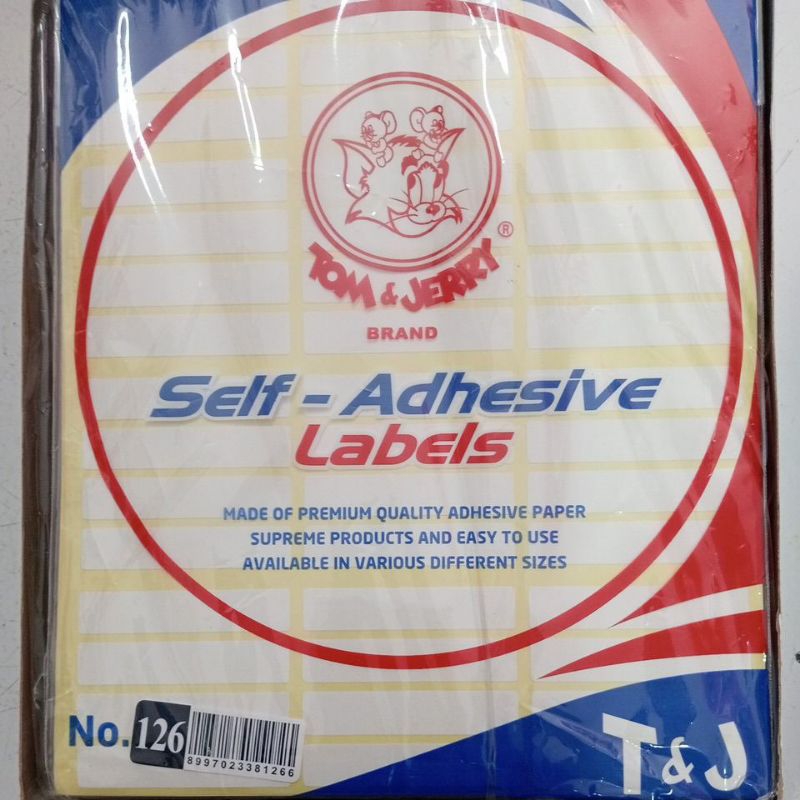 TOM & JERRY ®
BRAND
Self - Adhesive
Labels
MADE OF PREMIUM QUALITY ADHESIVE PAPER
SUPREME PRODUCTS AND EASY TO USE
AVAILABLE IN VARIOUS DIFFERENT SIZES
No. 126
8997023381266
T & J